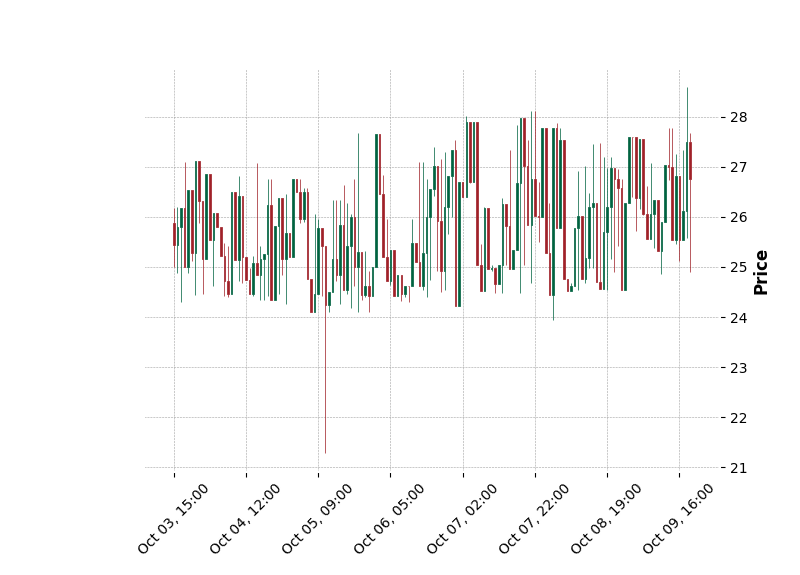 28
27
26
25
24
23
22
21
Price
Oct 03, 15:00
Oct 04, 12:00
Oct 05, 09:00
Oct 06, 05:00
Oct 07, 02:00
Oct 07, 22:00
Oct 08, 19:00
Oct 09, 16:00